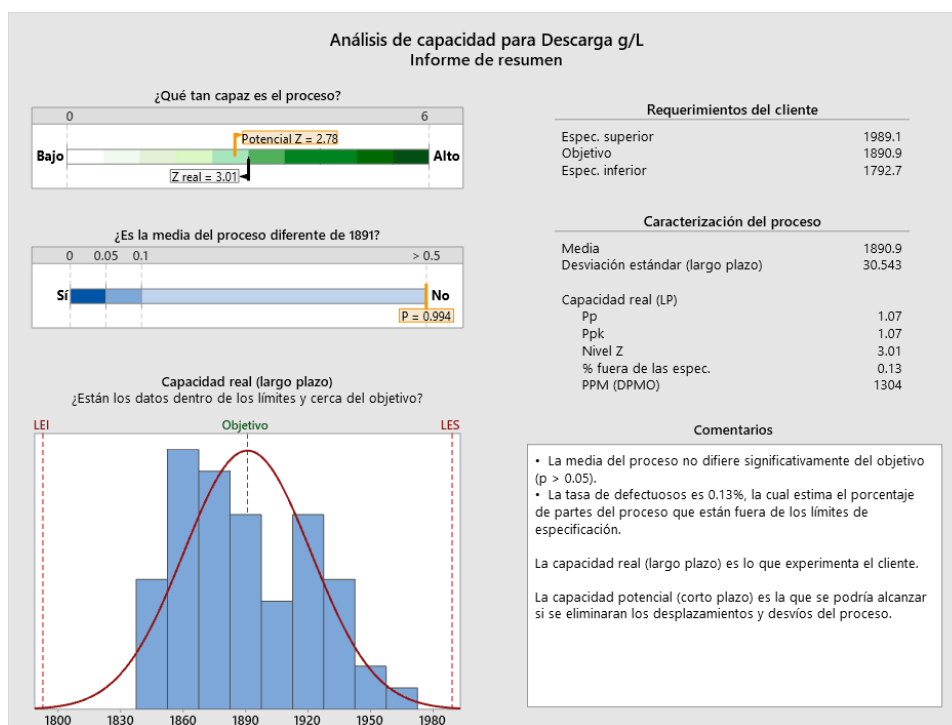 Análisis de capacidad para Descarga g/L
Informe de resumen
¿Qué tan capaz es el proceso?
0 6
Potencial Z = 2.78
Bajo Alto
Z real = 3.01
¿Es la media del proceso diferente de 1891?
0 0.05 0.1 > 0.5
Sí No
P = 0.994
Capacidad real (largo plazo)
¿Están los datos dentro de los límites y cerca del objetivo?
LEI Objetivo LES
1800 1830 1860 1890 1920 1950 1980
Requerimientos del cliente
Espec. superior 1989.1
Objetivo 1890.9
Espec. inferior 1792.7
Caracterización del proceso
Media 1890.9
Desviación estándar (largo plazo) 30.543
Capacidad real (LP)
Pp 1.07
Ppk 1.07
Nivel Z 3.01
% fuera de las espec. 0.13
PPM (DPMO) 1304
Comentarios
• La media del proceso no difiere significativamente del objetivo
(p > 0.05).
• La tasa de defectuosos es 0.13%, la cual estima el porcentaje
de partes del proceso que están fuera de los límites de
especificación.
La capacidad real (largo plazo) es lo que experimenta el cliente.
La capacidad potencial (corto plazo) es la que se podría alcanzar
si se eliminaran los desplazamientos y desvíos del proceso.